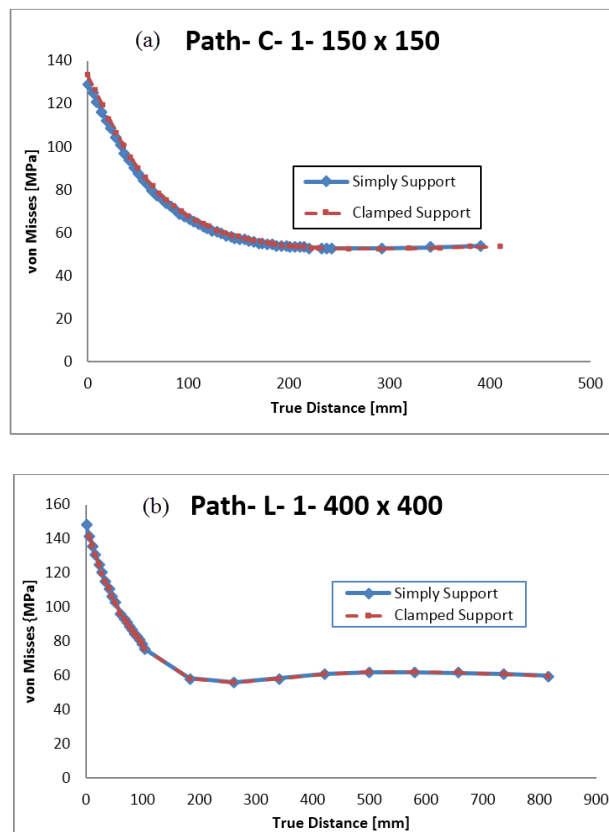 (a) Path- C- 1- 150 x 150
140
120
100
80
60
40
20
0
von Misses [MPa]
Simply Support
Clamped Support
0 100 200 300 400 500
True Distance [mm]
(b) Path- L- 1- 400 x 400
160
140
120
100
80
60
40
20
0
von Misses {MPa]
Simply Support
Clamped Support
0 100 200 300 400 500 600 700 800 900
True Distance [mm]